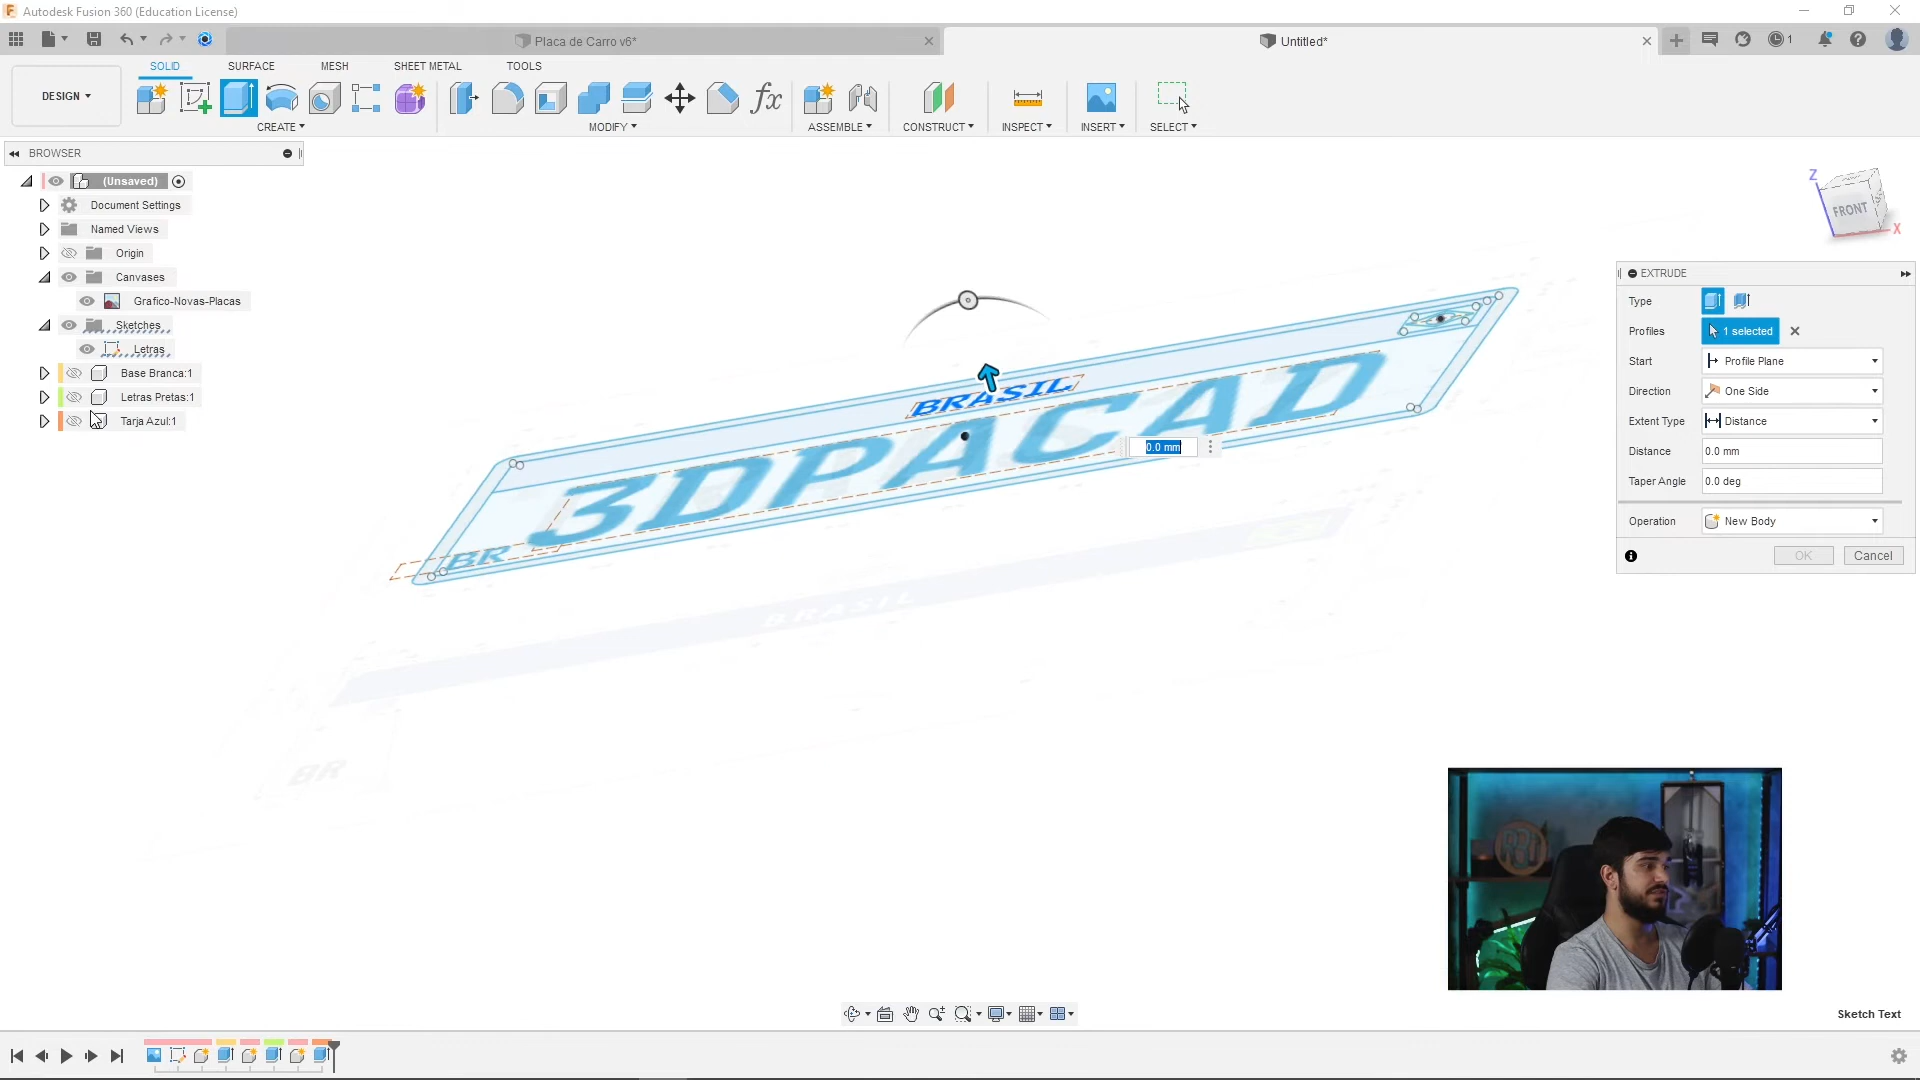 Autodesk Fusion 360 (Education License)
Placa de Carro v6*
Untitled*
1
DESIGN
SOLID
SURFACE
MESH
SHEET METAL
TOOLS
CREATE
MODIFY
ASSEMBLE
CONSTRUCT
INSPECT
INSERT
SELECT
BROWSER
(Unsaved)
Document Settings
Named Views
Origin
Canvases
Grafico-Novas-Placas
Sketches
Letras
Base Branca:1
Letras Pretas:1
Tarja Azul:1
Z
FRONT
X
BRASIL
3DPACAD
BR
0.0 mm
BRASIL
BR
EXTRUDE
Type
Profiles 1 selected
Start Profile Plane
Direction One Side
Extent Type Distance
Distance 0.0 mm
Taper Angle 0.0 deg
Operation New Body
OK Cancel
Sketch Text